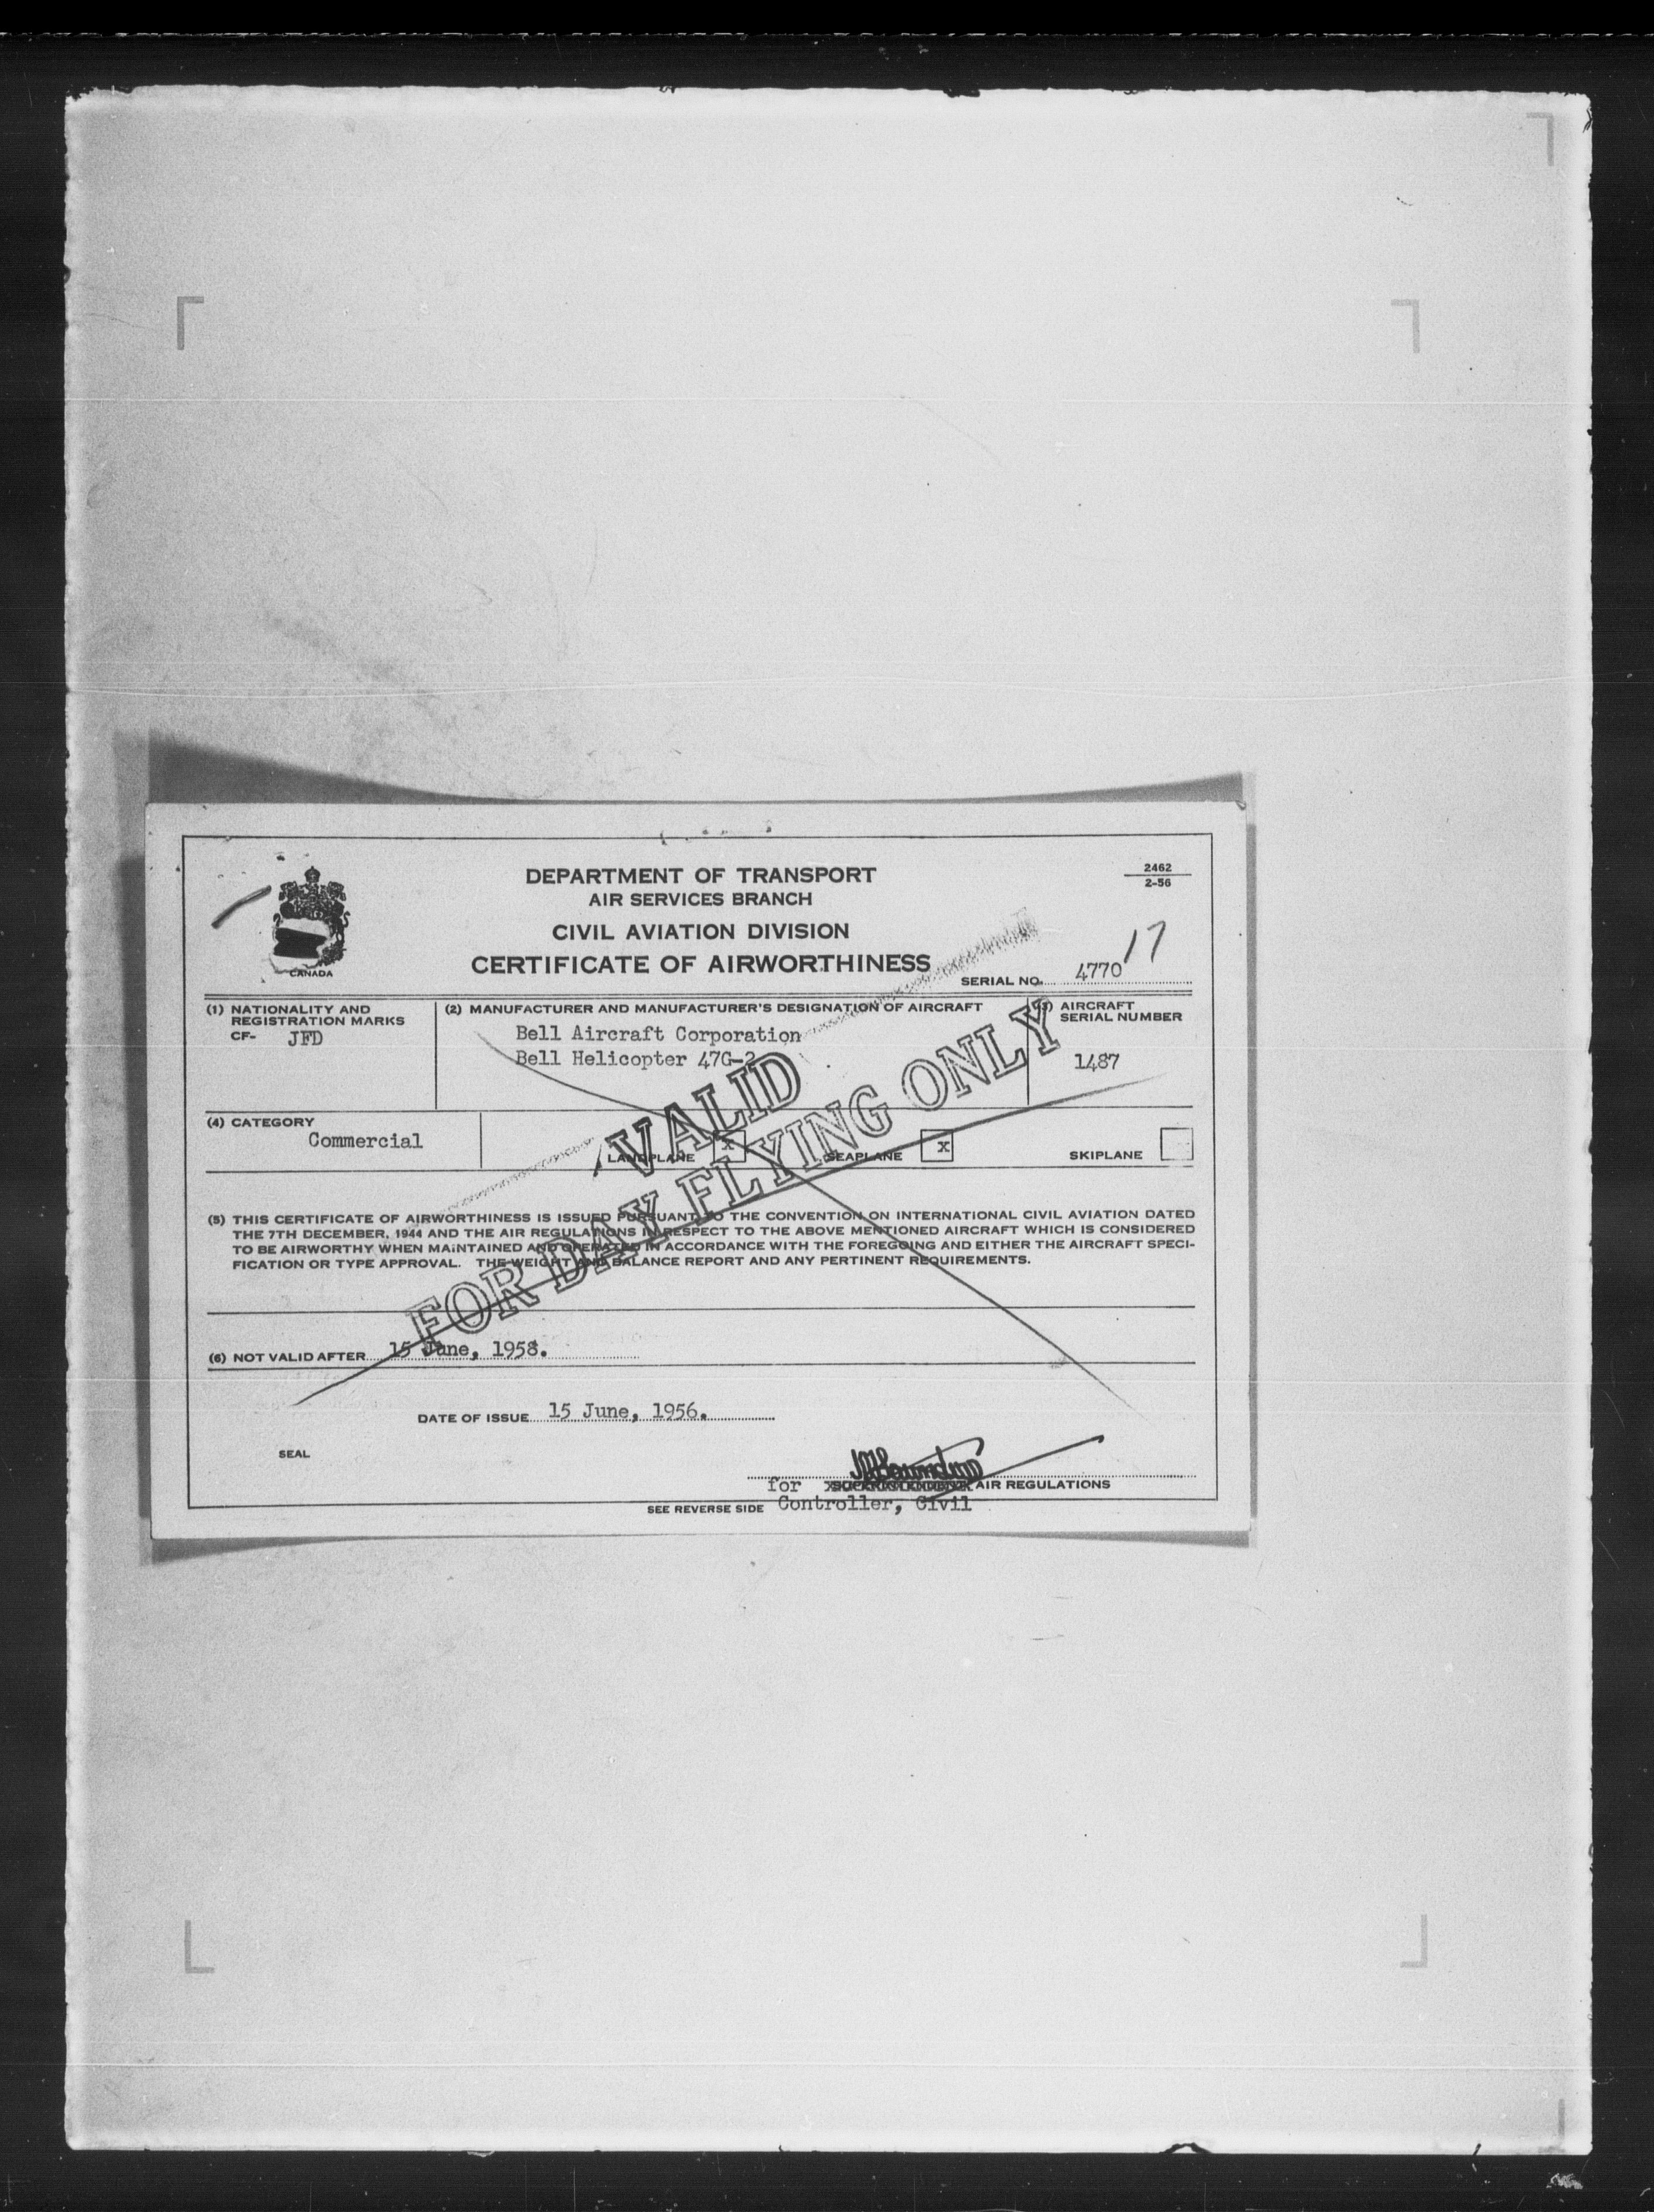 DEPARTMENT OF TRANSPORT
AIR SERVICES BRANCH
CIVIL AVIATION DIVISION
CERTIFICATE OF AIRWORTHINESS
CANADA
2462
2-56
17
SERIAL NO. 4770
(1) NATIONALITY AND
REGISTRATION MARKS
CF- JFD
(2) MANUFACTURER AND MANUFACTURER'S DESIGNATION OF AIRCRAFT
Bell Aircraft Corporation
Bell Helicopter 47G-2
(3) AIRCRAFT
SERIAL NUMBER
1487
(4) CATEGORY
Commercial
LANDPLANE X SEAPLANE X SKIPLANE
VALID
FOR DAY FLYING ONLY
(5) THIS CERTIFICATE OF AIRWORTHINESS IS ISSUED PURSUANT TO THE CONVENTION ON INTERNATIONAL CIVIL AVIATION DATED
THE 7TH DECEMBER, 1944 AND THE AIR REGULATIONS IN RESPECT TO THE ABOVE MENTIONED AIRCRAFT WHICH IS CONSIDERED
TO BE AIRWORTHY WHEN MAINTAINED AND OPERATED IN ACCORDANCE WITH THE FOREGOING AND EITHER THE AIRCRAFT SPECI-
FICATION OR TYPE APPROVAL. THE WEIGHT AND BALANCE REPORT AND ANY PERTINENT REQUIREMENTS.
(6) NOT VALID AFTER 15 June, 1958.
DATE OF ISSUE 15 June, 1956.
SEAL
for AIR REGULATIONS
SEE REVERSE SIDE Controller, Civil